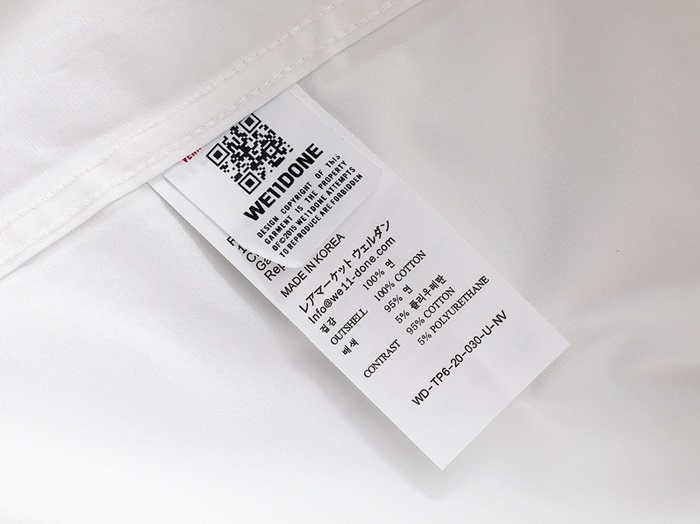 WE11DONE
DESIGN COPYRIGHT OF This
GARMENT IS THE PROPERTY
OF©2015 WE11DONE ATTEMPTS
TO REPRODUCE ARE FORBIDDEN
MADE IN KOREA
レアマーケット ウェルダン
Info@we11-done.com
겉감 100% 면
OUTSHELL 100% COTTON
배색 95% 면
5% 폴리우레탄
CONTRAST 95% COTTON
5% POLYURETHANE
WD-TP6-20-030-U-NV